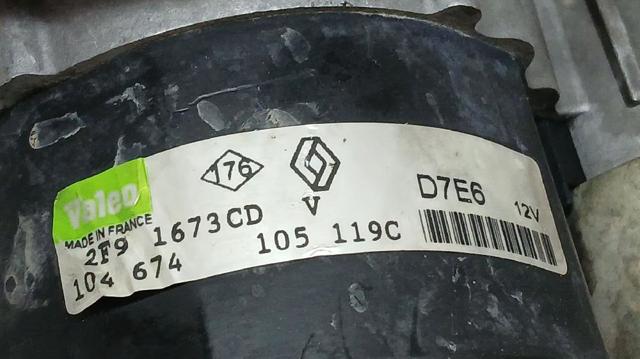 Valeo
MADE IN FRANCE
176
V
D7E6
12V
2F9 1673CD
104 674
105 119C